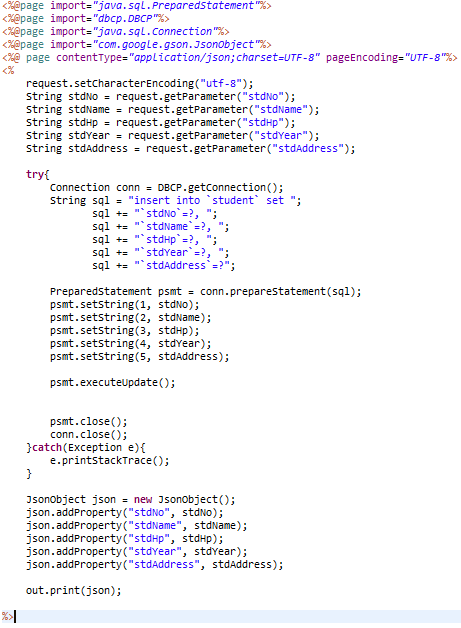 <%@page import="java.sql.PreparedStatement"%>
<%@page import="dbcp.DBCP"%>
<%@page import="java.sql.Connection"%>
<%@page import="com.google.gson.JsonObject"%>
<%@ page contentType="application/json;charset=UTF-8" pageEncoding="UTF-8"%>
<%
request.setCharacterEncoding("utf-8");
String stdNo = request.getParameter("stdNo");
String stdName = request.getParameter("stdName");
String stdHp = request.getParameter("stdHp");
String stdYear = request.getParameter("stdYear");
String stdAddress = request.getParameter("stdAddress");
try{
Connection conn = DBCP.getConnection();
String sql = "insert into `student` set ";
sql += "`stdNo`=?, ";
sql += "`stdName`=?, ";
sql += "`stdHp`=?, ";
sql += "`stdYear`=?, ";
sql += "`stdAddress`=?";
PreparedStatement psmt = conn.prepareStatement(sql);
psmt.setString(1, stdNo);
psmt.setString(2, stdName);
psmt.setString(3, stdHp);
psmt.setString(4, stdYear);
psmt.setString(5, stdAddress);
psmt.executeUpdate();
psmt.close();
conn.close();
}catch(Exception e){
e.printStackTrace();
}
JsonObject json = new JsonObject();
json.addProperty("stdNo", stdNo);
json.addProperty("stdName", stdName);
json.addProperty("stdHp", stdHp);
json.addProperty("stdYear", stdYear);
json.addProperty("stdAddress", stdAddress);
out.print(json);
%>